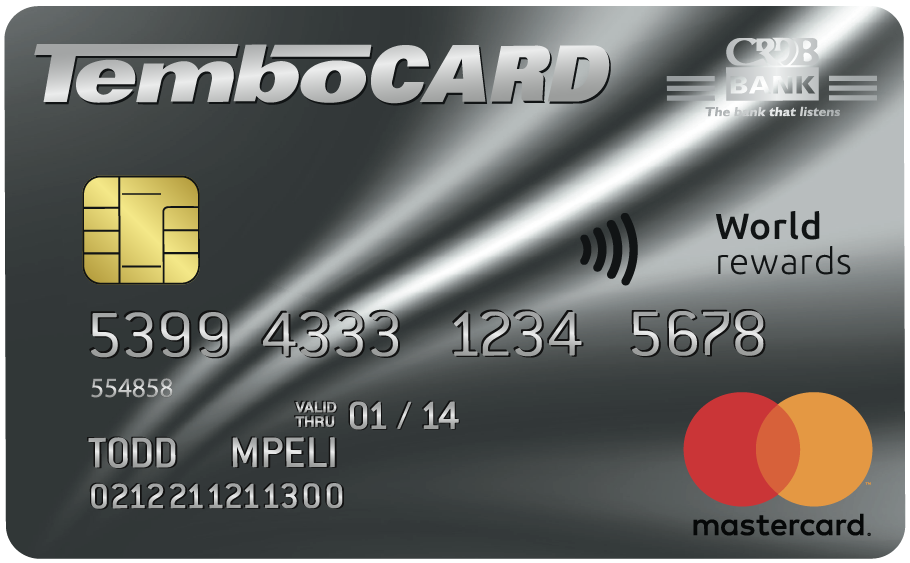 TemboCARD
CRDB
BANK
The bank that listens
World
rewards
5399 4333 1234 5678
554858
VALID
THRU 01 / 14
TODD MPELI
0212211211300
mastercard.